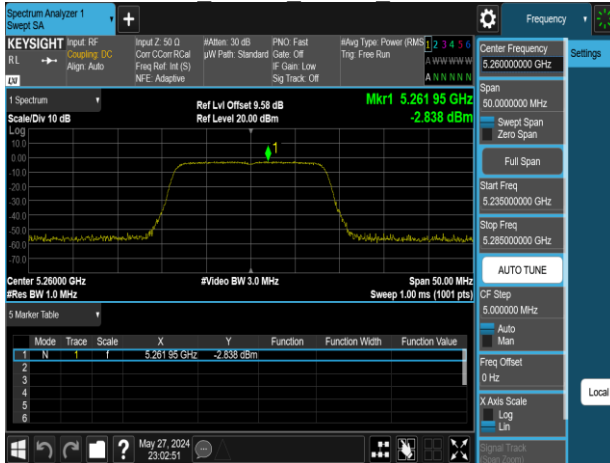 Spectrum Analyzer 1
Swept SA
+
Frequency
KEYSIGHT
RL
LXI
Input: RF
Coupling: DC
Align: Auto
Input Z: 50 Ω
Corr CCorr RCal
Freq Ref: Int (S)
NFE: Adaptive
#Atten: 30 dB
µW Path: Standard
PNO: Fast
Gate: Off
IF Gain: Low
Sig Track: Off
#Avg Type: Power (RMS
Trig: Free Run
1 2 3 4 5 6
A W W W W W
A N N N N N
1 Spectrum
Scale/Div 10 dB
Ref Lvl Offset 9.58 dB
Ref Level 20.00 dBm
Mkr1 5.261 95 GHz
-2.838 dBm
Log
10.0
0.00
-10.0
-20.0
-30.0
-40.0
-50.0
-60.0
-70.0
1
Center 5.26000 GHz
#Res BW 1.0 MHz
#Video BW 3.0 MHz
Span 50.00 MHz
Sweep 1.00 ms (1001 pts)
5 Marker Table
Mode Trace Scale X Y Function Function Width Function Value
1 N 1 f 5.261 95 GHz -2.838 dBm
2
3
4
5
6
May 27, 2024
23:02:51
Center Frequency
5.260000000 GHz
Span
50.0000000 MHz
Swept Span
Zero Span
Full Span
Start Freq
5.235000000 GHz
Stop Freq
5.285000000 GHz
AUTO TUNE
CF Step
5.000000 MHz
Auto
Man
Freq Offset
0 Hz
X Axis Scale
Log
Lin
Signal Track
(Span Zoom)
Settings
Local